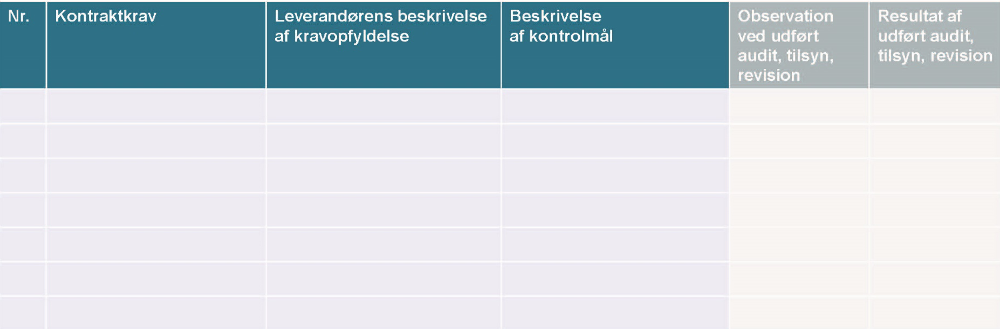 Nr.
Kontraktkrav
Leverandørens beskrivelse
af kravopfyldelse
Beskrivelse
af kontrolmål
Observation
ved udført
audit, tilsyn,
revision
Resultat af
udført audit,
tilsyn, revision